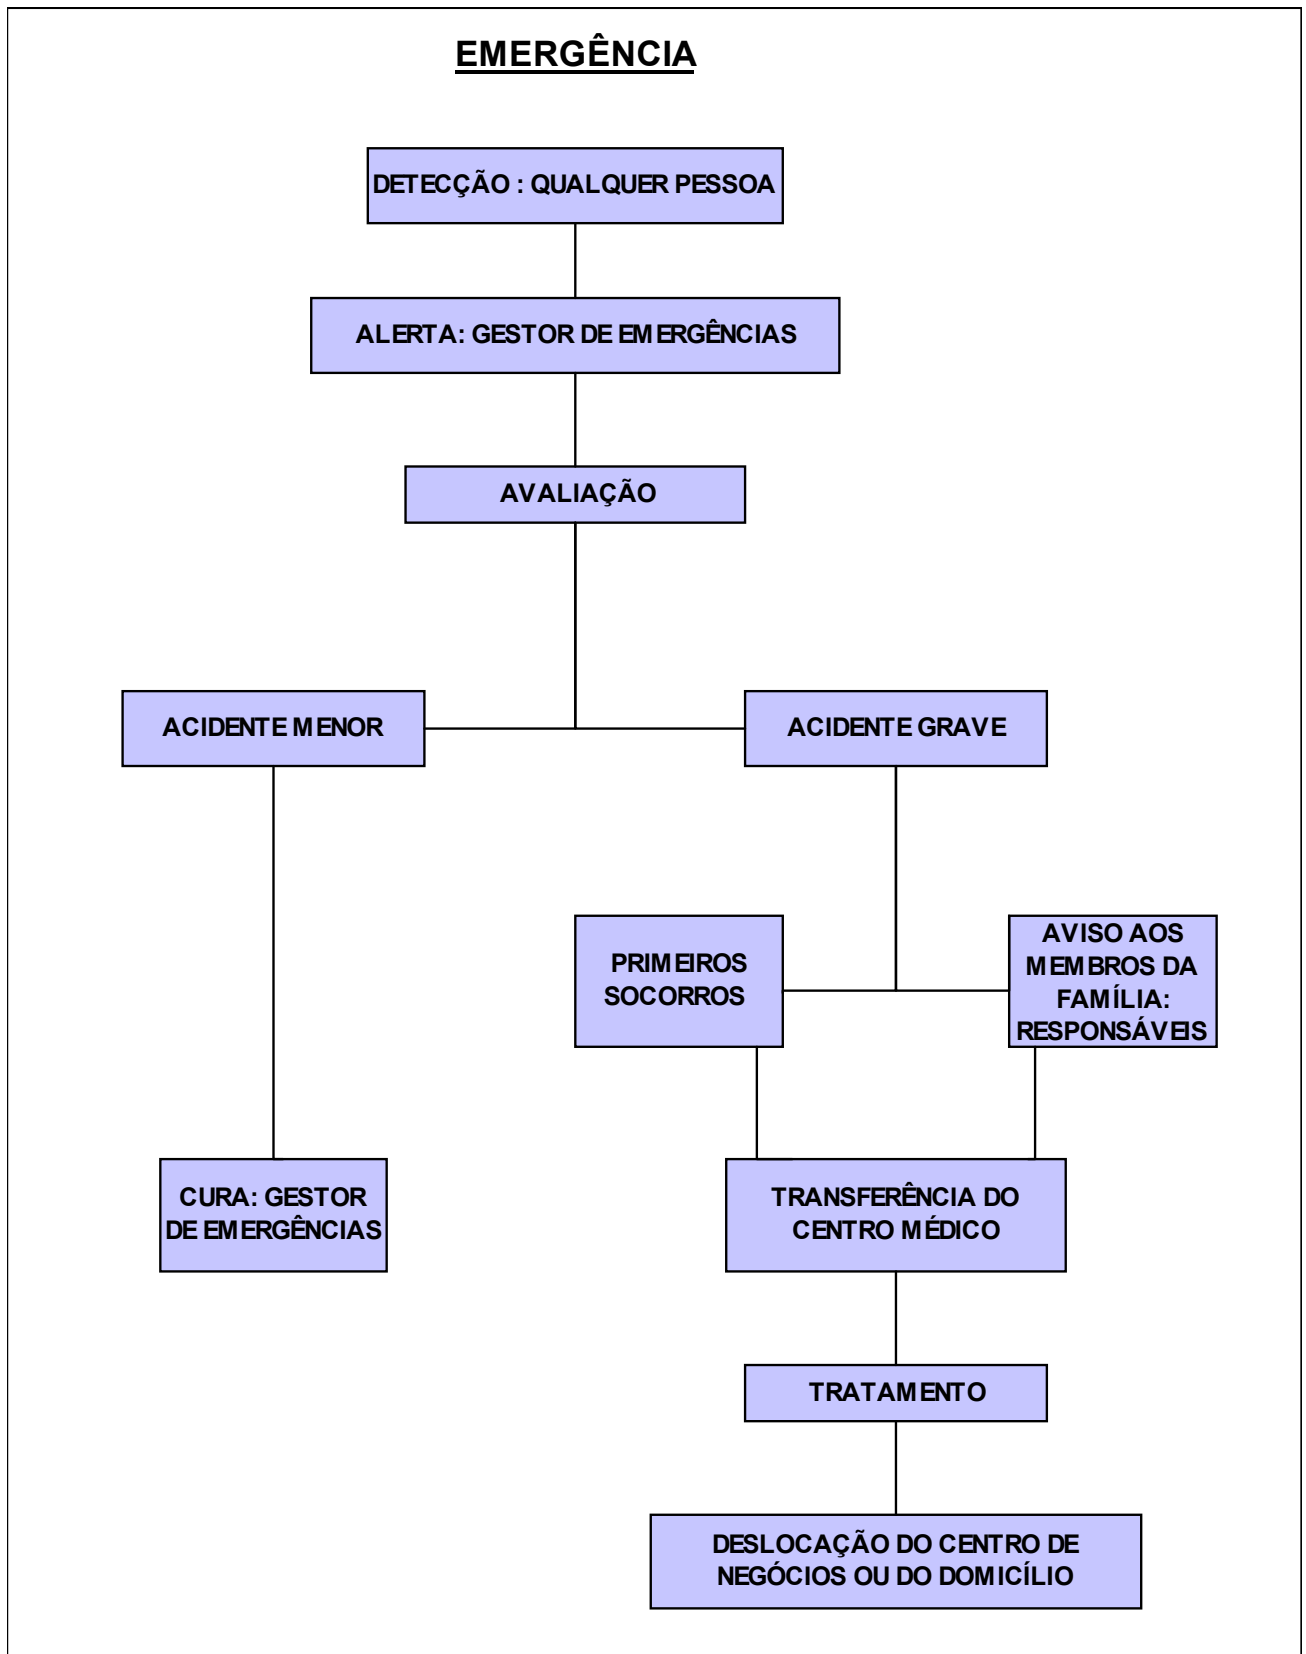 EMERGÊNCIA
DETECÇÃO : QUALQUER PESSOA
ALERTA: GESTOR DE EMERGÊNCIAS
AVALIAÇÃO
ACIDENTE MENOR
ACIDENTE GRAVE
PRIMEIROS
SOCORROS
AVISO AOS
MEMBROS DA
FAMÍLIA:
RESPONSÁVEIS
CURA: GESTOR
DE EMERGÊNCIAS
TRANSFERÊNCIA DO
CENTRO MÉDICO
TRATAMENTO
DESLOCAÇÃO DO CENTRO DE
NEGÓCIOS OU DO DOMICÍLIO